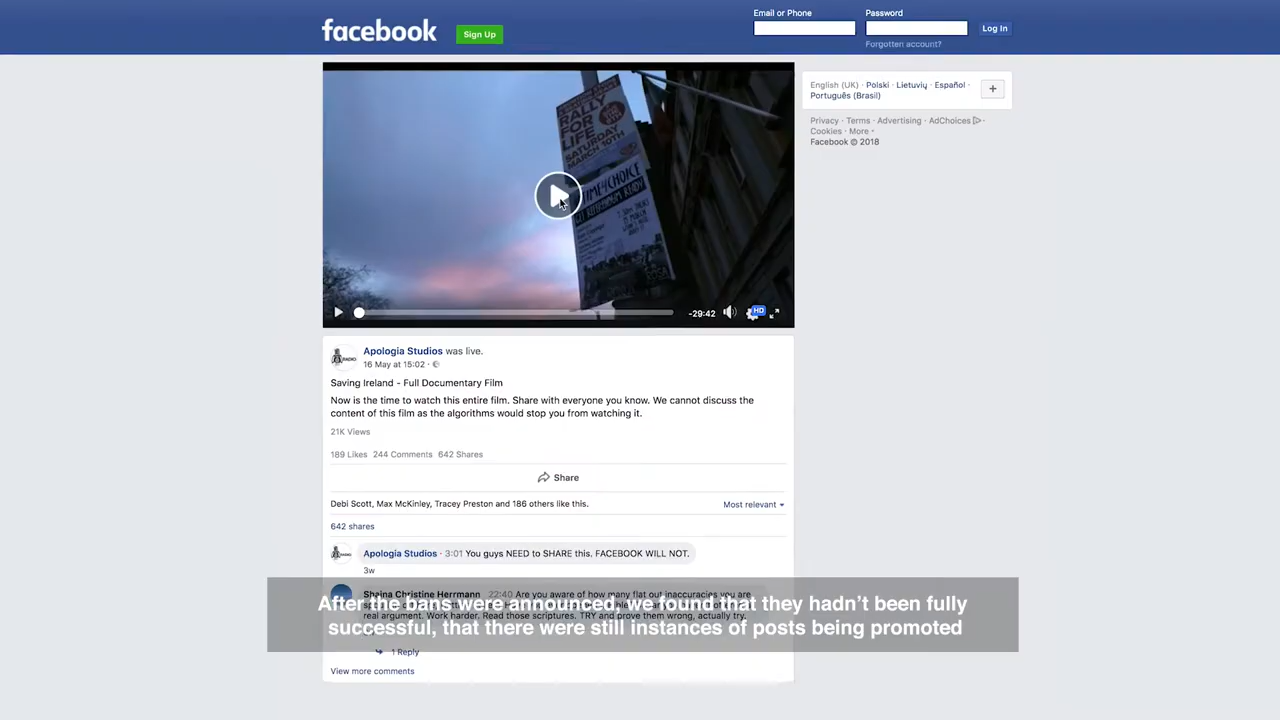 facebook
Sign Up
Email or Phone
Password
Log In
Forgotten account?
RALLY
FOR
LIFE
SATURDAY
MARCH 10TH
TIME4CHOICE
-29:42
HD
English (UK) · Polski · Lietuvių · Español ·
Português (Brasil)
+
Privacy · Terms · Advertising · AdChoices ·
Cookies · More
Facebook © 2018
Apologia Studios was live.
16 May at 15:02 ·
Saving Ireland - Full Documentary Film
Now is the time to watch this entire film. Share with everyone you know. We cannot discuss the
content of this film as the algorithms would stop you from watching it.
21K Views
189 Likes 244 Comments 642 Shares
Share
Debi Scott, Max McKinley, Tracey Preston and 186 others like this.
Most relevant
642 shares
Apologia Studios · 3:01 You guys NEED to SHARE this. FACEBOOK WILL NOT.
3w
Shaina Christine Herrmann · 22:40 Are you aware of how many flat out inaccuracies you are
real argument. Work harder. Read those scriptures. TRY and prove them wrong, actually try.
After the bans were announced, we found that they hadn't been fully
successful, that there were still instances of posts being promoted
1 Reply
View more comments